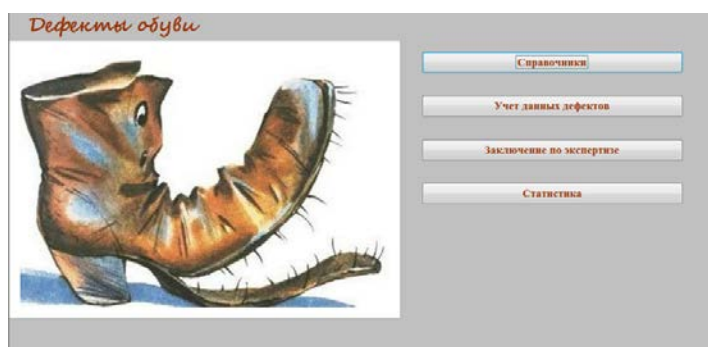 Дефекты обуви
Справочники
Учет данных дефектов
Заключение по экспертизе
Статистика